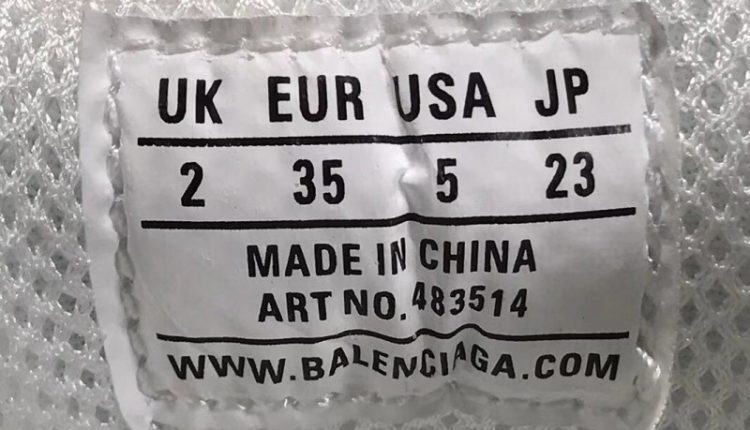 UK EUR USA JP
2 35 5 23
MADE IN CHINA
ART NO. 483514
WWW.BALENCIAGA.COM